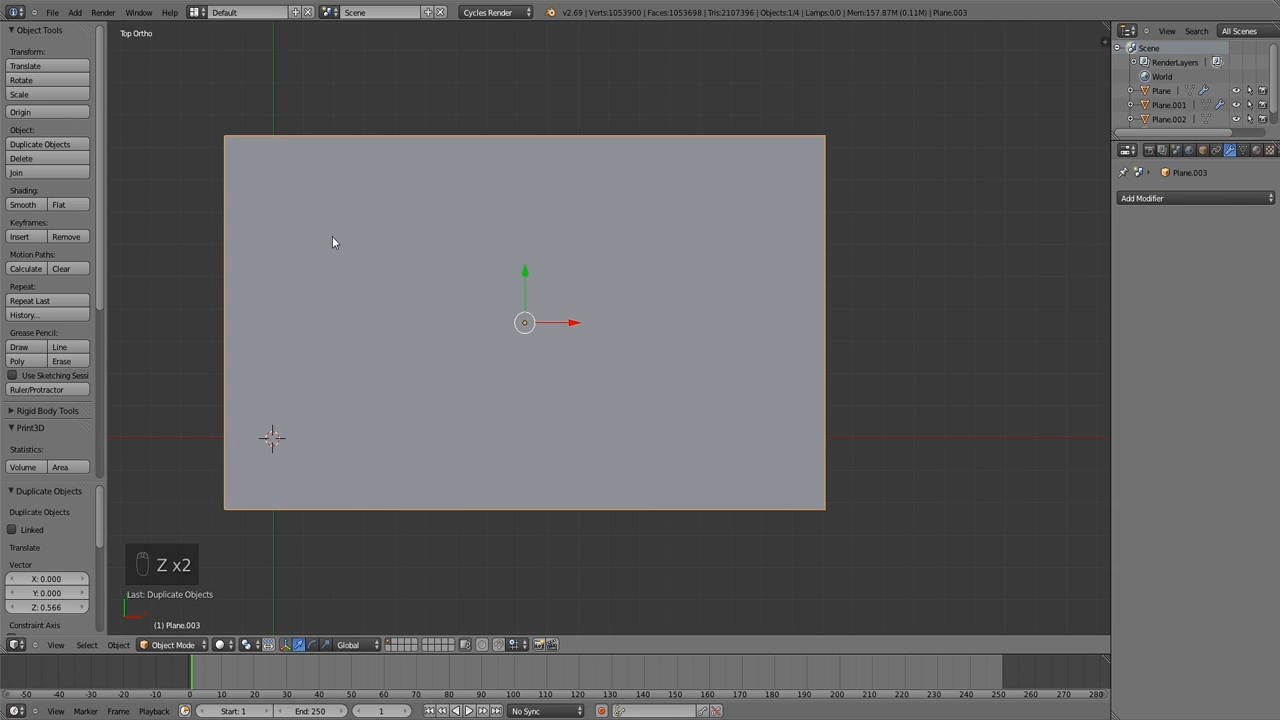 File Add Render Window Help Default Scene Cycles Render v2.69 | Verts:1053900 | Faces:1053698 | Tris:2107396 | Objects:1/4 | Lamps:0/0 | Mem:157.87M (0.11M) | Plane.003
Object Tools
Transform:
Translate
Rotate
Scale
Origin
Object:
Duplicate Objects
Delete
Join
Shading:
Smooth Flat
Keyframes:
Insert Remove
Motion Paths:
Calculate Clear
Repeat:
Repeat Last
History...
Grease Pencil:
Draw Line
Poly Erase
Use Sketching Sessi
Ruler/Protractor
Rigid Body Tools
Print3D
Statistics:
Volume Area
Duplicate Objects
Duplicate Objects
Linked
Translate
Vector
X: 0.000
Y: 0.000
Z: 0.566
Constraint Axis
Top Ortho
Z x2
Last: Duplicate Objects
(1) Plane.003
View Select Object Object Mode Global
View Search All Scenes
Scene
RenderLayers
World
Plane
Plane.001
Plane.002
Plane.003
Add Modifier
-50 -40 -30 -20 -10 0 10 20 30 40 50 60 70 80 90 100 110 120 130 140 150 160 170 180 190 200 210 220 230 240 250 260 270 280
View Marker Frame Playback Start: 1 End: 250 1 No Sync